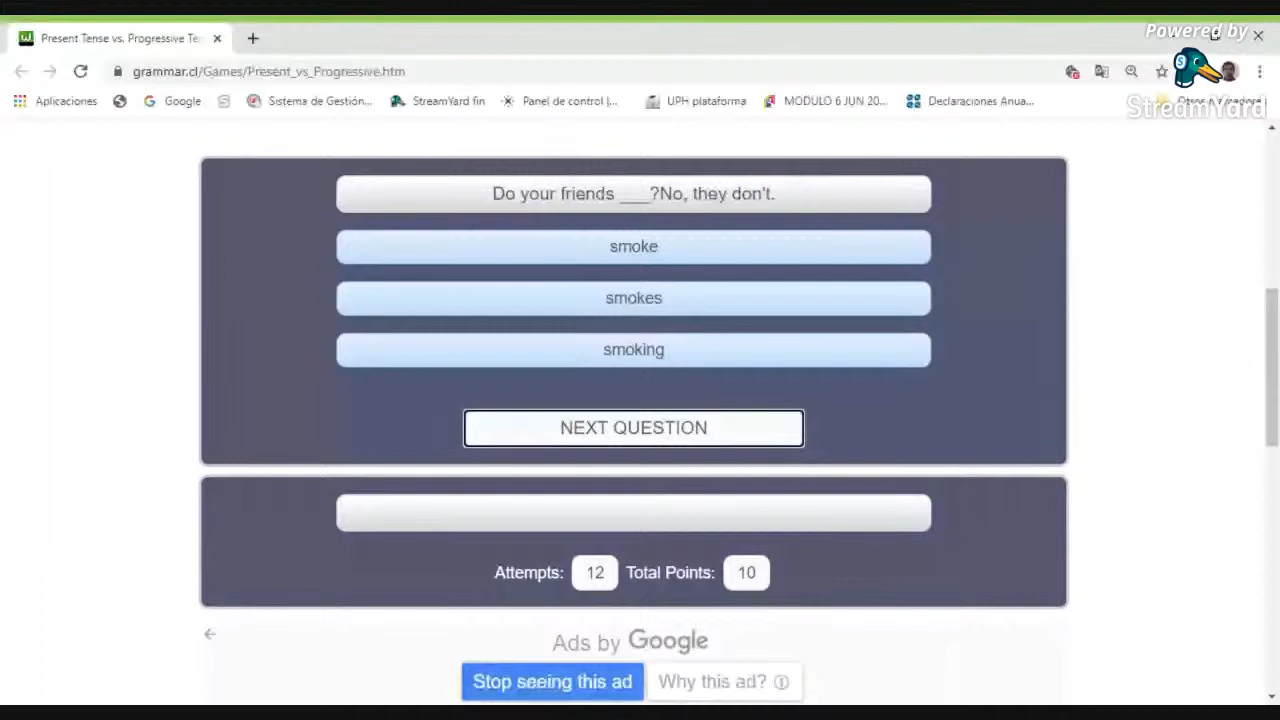 Present Tense vs. Progressive Te
Powered by
grammar.cl/Games/Present_vs_Progressive.htm
Aplicaciones
Google
Sistema de Gestión...
StreamYard fin
Panel de control |...
UPH plataforma
MODULO 6 JUN 20...
Declaraciones Anua...
StreamYard
Do your friends ___?No, they don't.
smoke
smokes
smoking
NEXT QUESTION
Attempts: 12 Total Points: 10
Ads by Google
Stop seeing this ad
Why this ad?